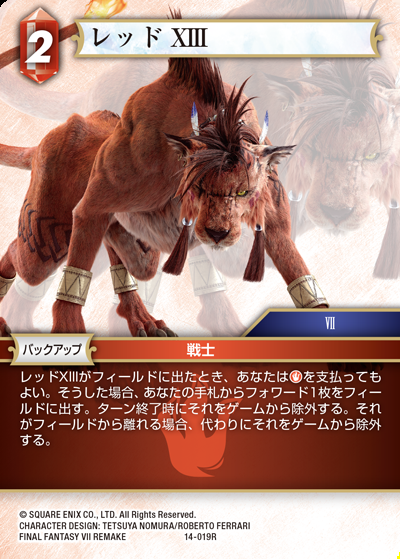 2
レッド XIII
VII
バックアップ
戦士
レッドXIIIがフィールドに出たとき、あなたは を支払っても
よい。そうした場合、あなたの手札からフォワード1枚をフィー
ルドに出す。ターン終了時にそれをゲームから除外する。それ
がフィールドから離れる場合、代わりにそれをゲームから除外
する。
© SQUARE ENIX CO., LTD. All Rights Reserved.
CHARACTER DESIGN: TETSUYA NOMURA/ROBERTO FERRARI
FINAL FANTASY VII REMAKE
14-019R